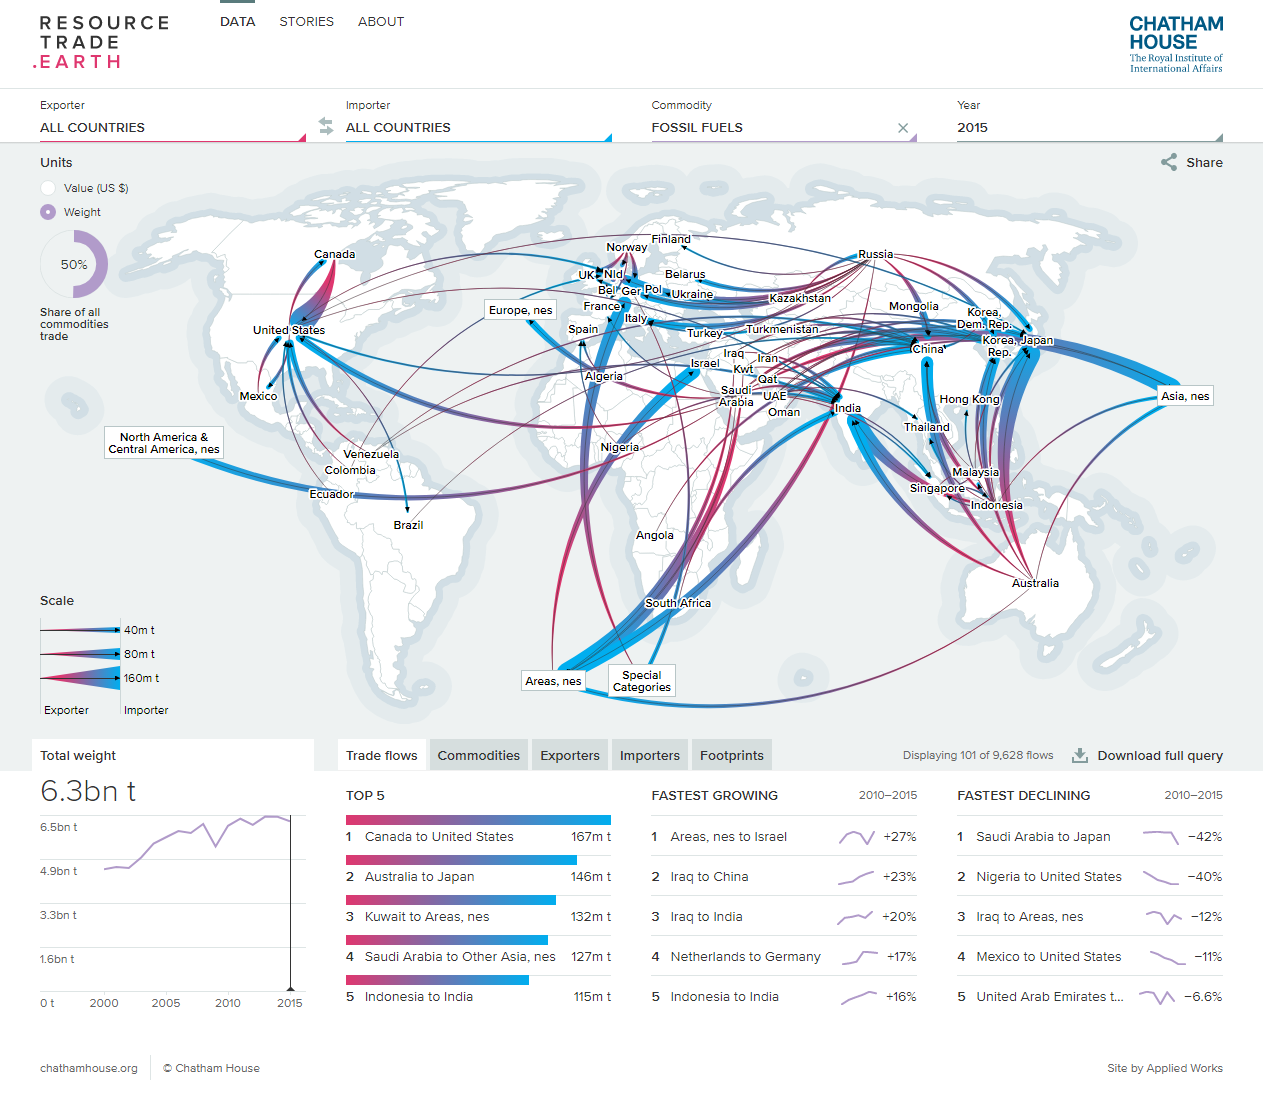 RESOURCE
TRADE
.EARTH
DATA STORIES ABOUT
CHATHAM
HOUSE
The Royal Institute of
International Affairs
Exporter
ALL COUNTRIES
Importer
ALL COUNTRIES
Commodity
FOSSIL FUELS
Year
2015
Units
Value (US $)
Weight
50%
Share of all
commodities
trade
Share
Canada
United States
Mexico
North America &
Central America, nes
Venezuela
Colombia
Ecuador
Brazil
Norway
Finland
UK
Nld
Belarus
Bel
Ger
Pol
Ukraine
France
Italy
Europe, nes
Spain
Turkey
Turkmenistan
Kazakhstan
Russia
Mongolia
Korea,
Dem. Rep.
Korea,
Rep.
Japan
China
Iraq
Iran
Israel
Kwt
Qat
Algeria
Saudi
Arabia
UAE
Oman
India
Hong Kong
Asia, nes
Thailand
Nigeria
Malaysia
Singapore
Indonesia
Angola
Australia
South Africa
Areas, nes
Special
Categories
Scale
40m t
80m t
160m t
Exporter
Importer
Total weight
6.3bn t
6.5bn t
4.9bn t
3.3bn t
1.6bn t
0 t
2000 2005 2010 2015
Trade flows Commodities Exporters Importers Footprints
Displaying 101 of 9,628 flows
Download full query
TOP 5
1 Canada to United States 167m t
2 Australia to Japan 146m t
3 Kuwait to Areas, nes 132m t
4 Saudi Arabia to Other Asia, nes 127m t
5 Indonesia to India 115m t
FASTEST GROWING 2010–2015
1 Areas, nes to Israel +27%
2 Iraq to China +23%
3 Iraq to India +20%
4 Netherlands to Germany +17%
5 Indonesia to India +16%
FASTEST DECLINING 2010–2015
1 Saudi Arabia to Japan −42%
2 Nigeria to United States −40%
3 Iraq to Areas, nes −12%
4 Mexico to United States −11%
5 United Arab Emirates t... −6.6%
chathamhouse.org
© Chatham House
Site by Applied Works